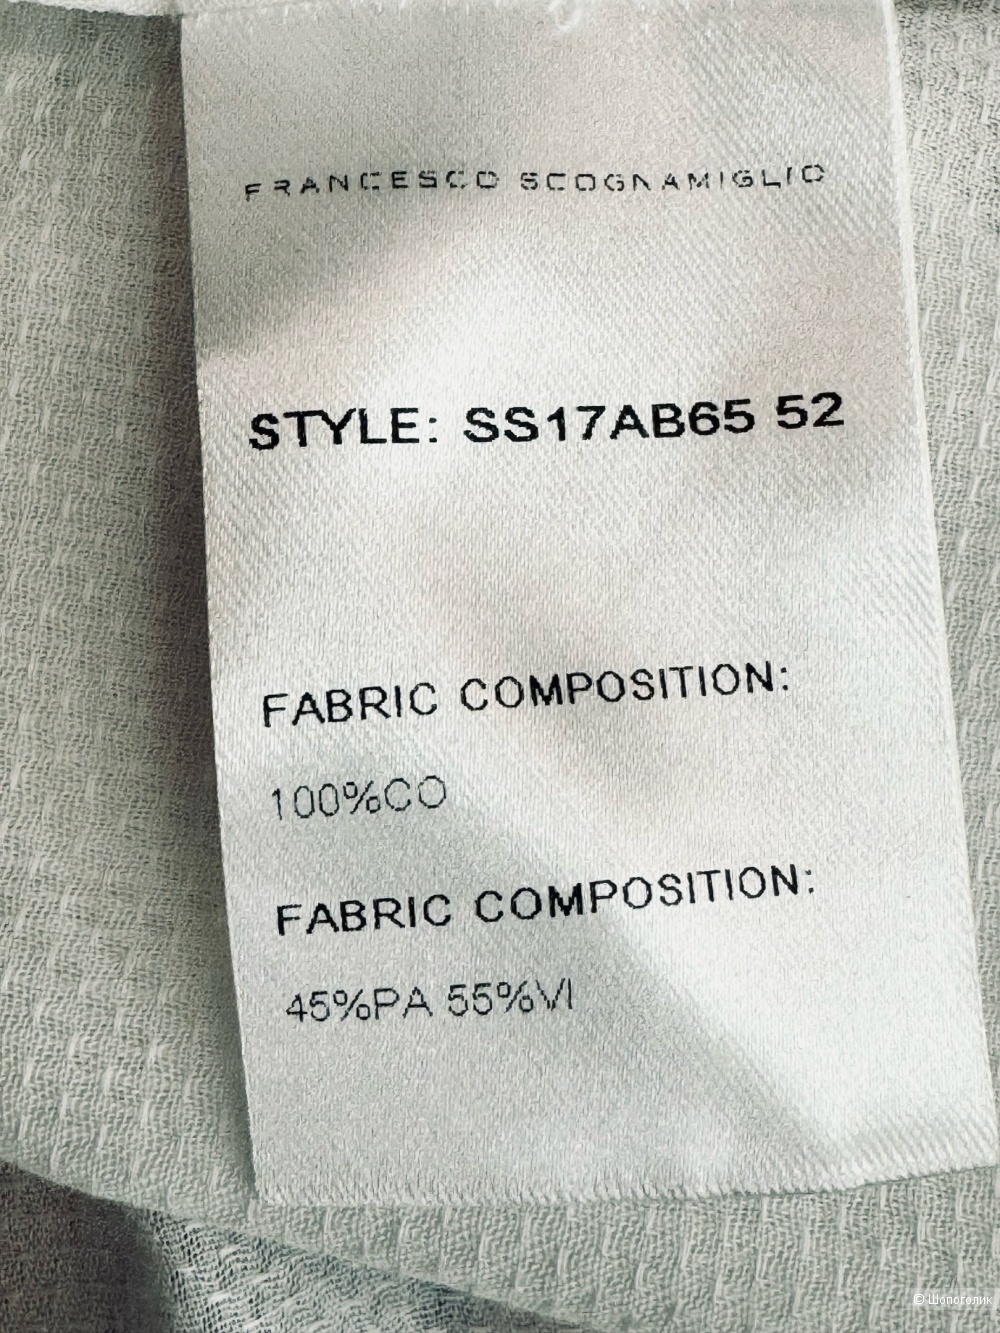 FRANCESCO SCOGNAMIGLIO
STYLE: SS17AB65 52
FABRIC COMPOSITION:
100%CO
FABRIC COMPOSITION:
45%PA 55%VI
© Шопоголик